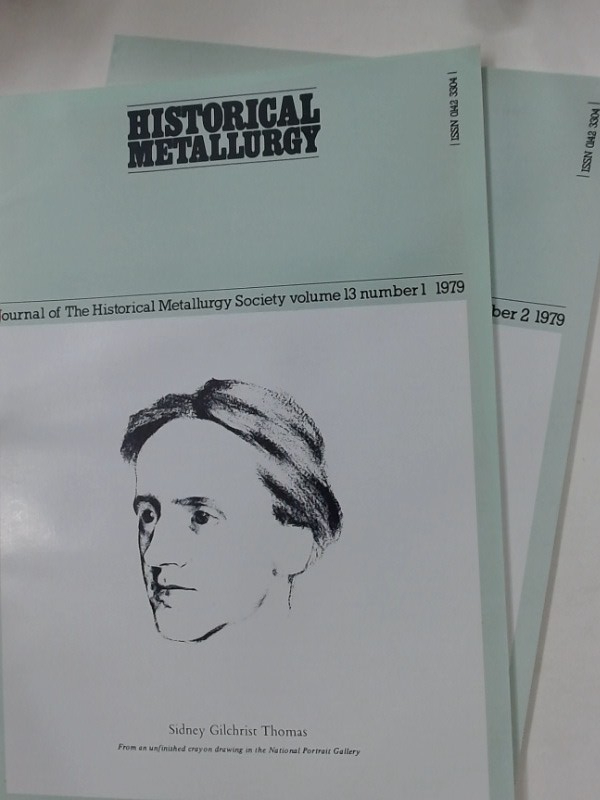 HISTORICAL
METALLURGY
ISSN 0142 3304
ISSN 0142 3304
Journal of The Historical Metallurgy Society volume 13 number 1 1979
ber 2 1979
Sidney Gilchrist Thomas
From an unfinished crayon drawing in the National Portrait Gallery